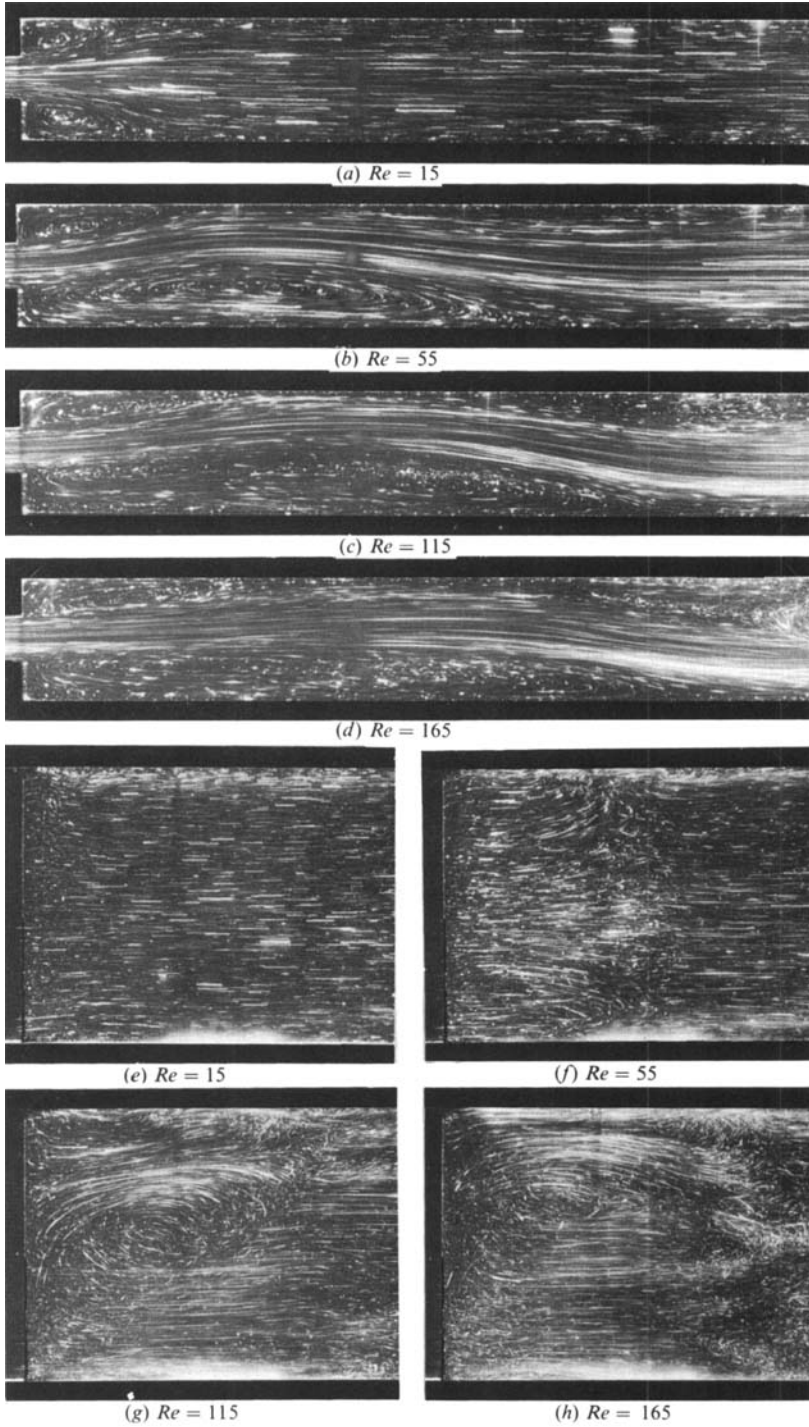 (a) Re = 15
(b) Re = 55
(c) Re = 115
(d) Re = 165
(e) Re = 15
(f) Re = 55
(g) Re = 115
(h) Re = 165